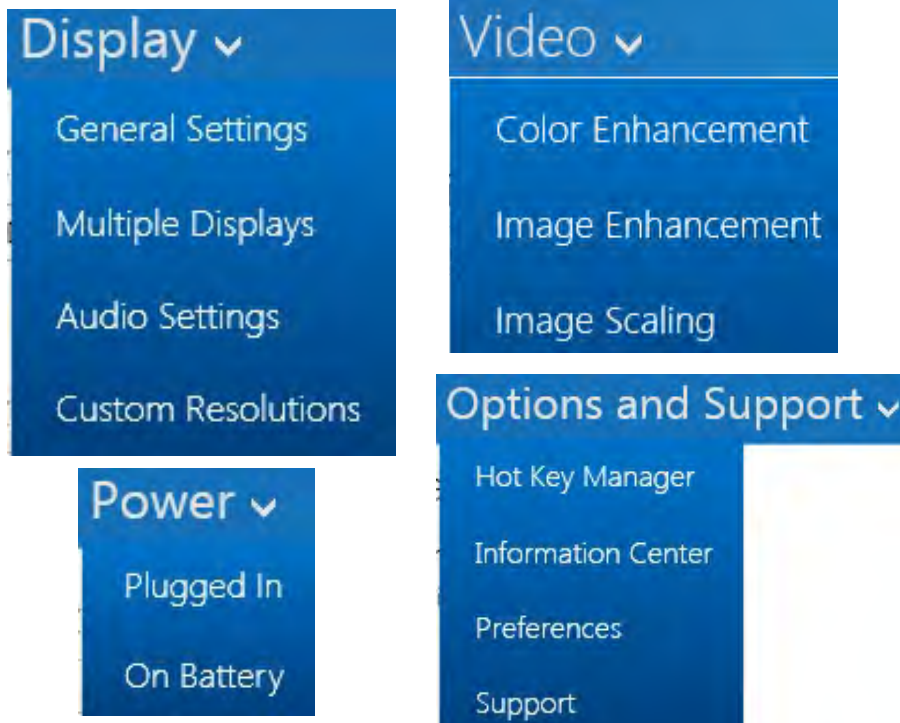 Display
General Settings
Multiple Displays
Audio Settings
Custom Resolutions
Video
Color Enhancement
Image Enhancement
Image Scaling
Power
Plugged In
On Battery
Options and Support
Hot Key Manager
Information Center
Preferences
Support